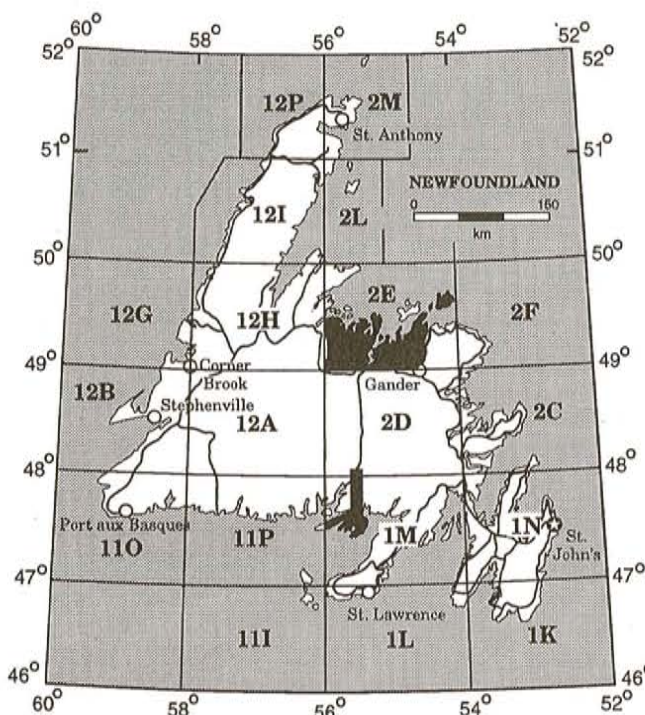 60° 58° 56° 54° 52°
52° 52°
12P 2M
St. Anthony
51° 51°
NEWFOUNDLAND
12I 2L
0 150
km
50° 50°
2E
12G 12H 2F
49° 49°
Corner
Brook
Gander
12B
Stephenville
12A 2D 2C
48° 48°
Port aux Basques
11O 11P 1M 1N
St.
John's
47° 47°
St. Lawrence
11I 1L 1K
46° 46°
60° 58° 56° 54° 52°